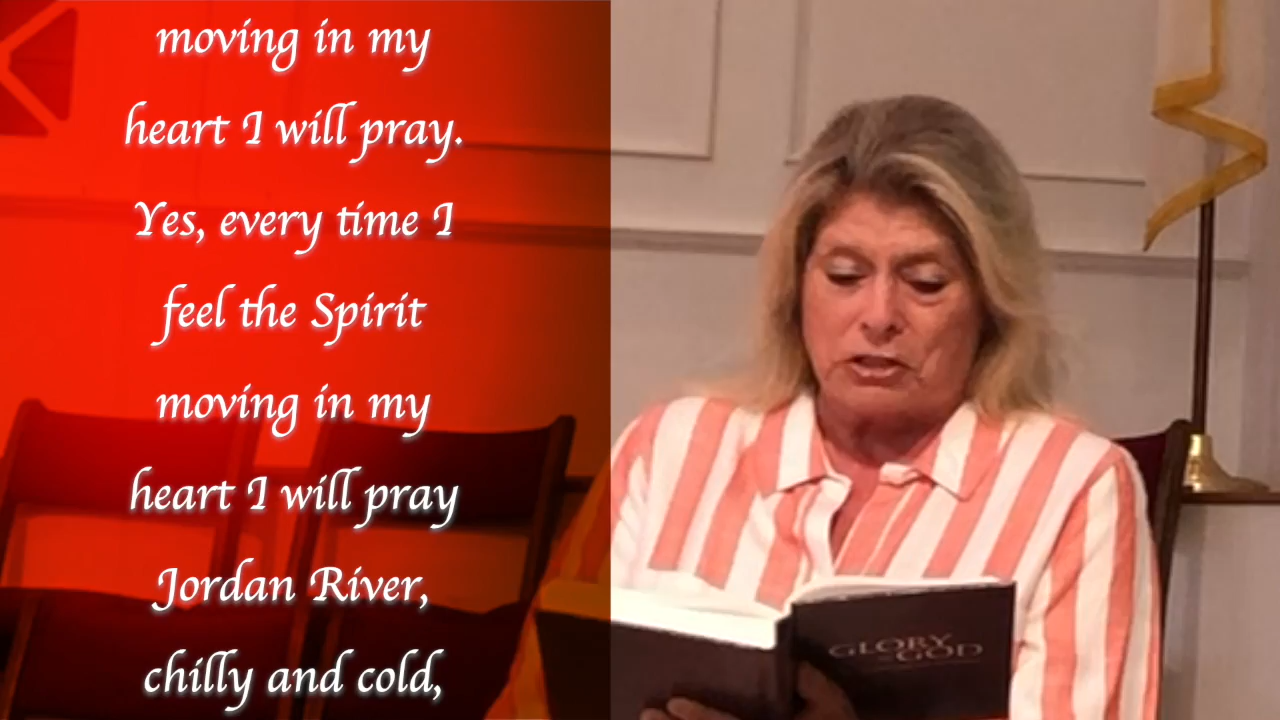 moving in my
heart I will pray.
Yes, every time I
feel the Spirit
moving in my
heart I will pray
Jordan River,
chilly and cold,
GLORY
to GOD